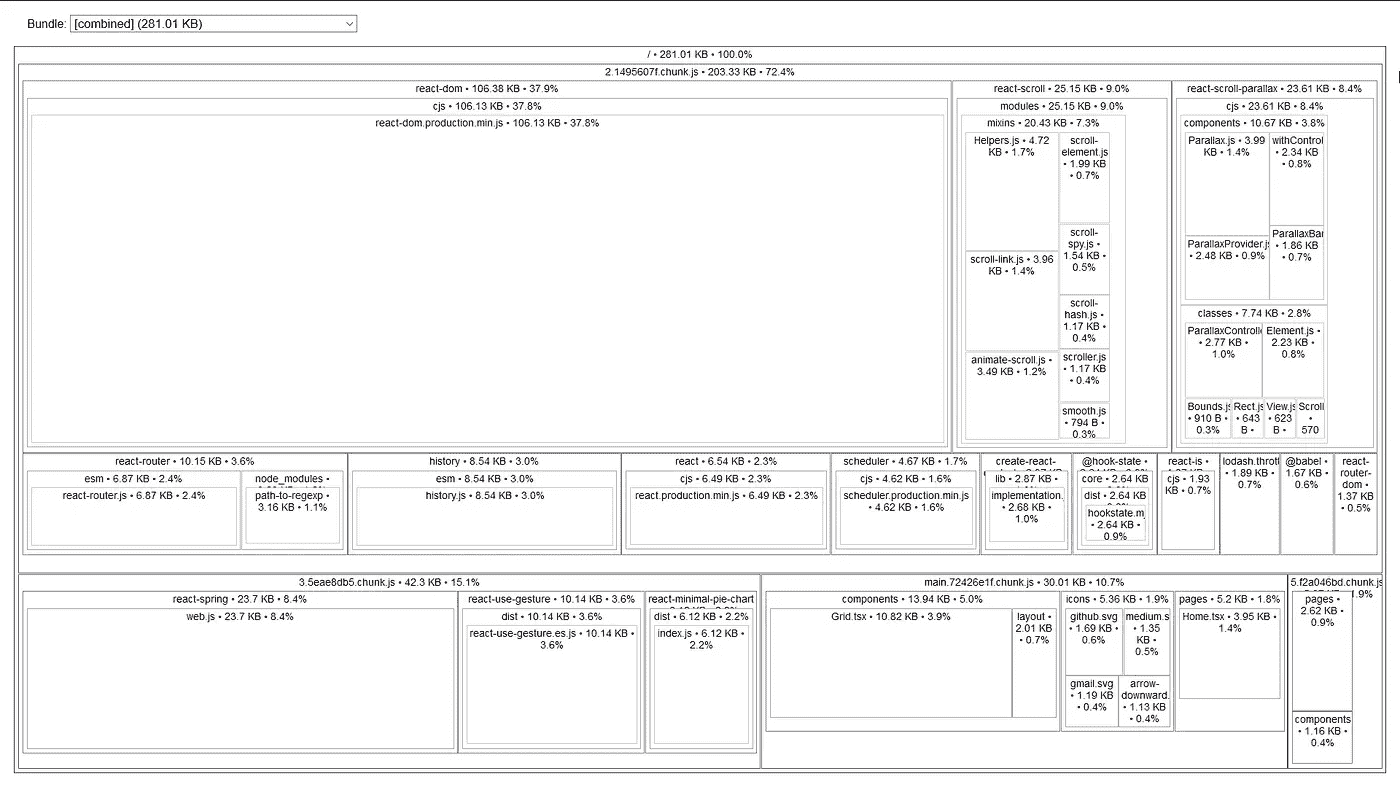 Bundle: [combined] (281.01 KB)
/ • 281.01 KB • 100.0%
2.1495607f.chunk.js • 203.33 KB • 72.4%
react-dom • 106.38 KB • 37.9%
cjs • 106.13 KB • 37.8%
react-dom.production.min.js • 106.13 KB • 37.8%
react-scroll • 25.15 KB • 9.0%
modules • 25.15 KB • 9.0%
mixins • 20.43 KB • 7.3%
Helpers.js • 4.72
KB • 1.7%
scroll-link.js • 3.96
KB • 1.4%
animate-scroll.js •
3.49 KB • 1.2%
scroll-
element.js
• 1.99 KB
• 0.7%
scroll-
spy.js •
1.54 KB •
0.5%
scroll-
hash.js •
1.17 KB •
0.4%
scroller.js
• 1.17 KB
• 0.4%
smooth.js
• 794 B •
0.3%
react-scroll-parallax • 23.61 KB • 8.4%
cjs • 23.61 KB • 8.4%
components • 10.67 KB • 3.8%
Parallax.js • 3.99
KB • 1.4%
ParallaxProvider.js
• 2.48 KB • 0.9%
withControl
• 2.34 KB
• 0.8%
ParallaxBan
• 1.86 KB
• 0.7%
classes • 7.74 KB • 2.8%
ParallaxControlle
• 2.77 KB •
1.0%
Element.js •
2.23 KB •
0.8%
Bounds.js
• 910 B •
0.3%
Rect.js
• 643
B •
View.js
• 623
B •
Scroll
•
570
react-router • 10.15 KB • 3.6%
esm • 6.87 KB • 2.4%
react-router.js • 6.87 KB • 2.4%
node_modules •
path-to-regexp •
3.16 KB • 1.1%
history • 8.54 KB • 3.0%
esm • 8.54 KB • 3.0%
history.js • 8.54 KB • 3.0%
react • 6.54 KB • 2.3%
cjs • 6.49 KB • 2.3%
react.production.min.js • 6.49 KB • 2.3%
scheduler • 4.67 KB • 1.7%
cjs • 4.62 KB • 1.6%
scheduler.production.min.js
• 4.62 KB • 1.6%
create-react-
lib • 2.87 KB •
implementation.
• 2.68 KB •
1.0%
@hook-state •
core • 2.64 KB
dist • 2.64 KB
hookstate.m
• 2.64 KB •
0.9%
react-is •
cjs • 1.93
KB • 0.7%
lodash.thrott
• 1.89 KB •
0.7%
@babel •
• 1.67 KB •
0.6%
react-
router-
dom •
1.37 KB
• 0.5%
3.5eae8db5.chunk.js • 42.3 KB • 15.1%
react-spring • 23.7 KB • 8.4%
web.js • 23.7 KB • 8.4%
react-use-gesture • 10.14 KB • 3.6%
dist • 10.14 KB • 3.6%
react-use-gesture.es.js • 10.14 KB •
3.6%
react-minimal-pie-chart
dist • 6.12 KB • 2.2%
index.js • 6.12 KB •
2.2%
main.72426e1f.chunk.js • 30.01 KB • 10.7%
components • 13.94 KB • 5.0%
Grid.tsx • 10.82 KB • 3.9%
layout •
2.01 KB
• 0.7%
icons • 5.36 KB • 1.9%
github.svg
• 1.69 KB •
0.6%
medium.s
• 1.35
KB •
0.5%
gmail.svg
• 1.19 KB
• 0.4%
arrow-
downward.
• 1.13 KB
• 0.4%
pages • 5.2 KB • 1.8%
Home.tsx • 3.95 KB •
1.4%
5.f2a046bd.chunk.js
1.9%
pages •
2.62 KB •
0.9%
components
• 1.16 KB •
0.4%